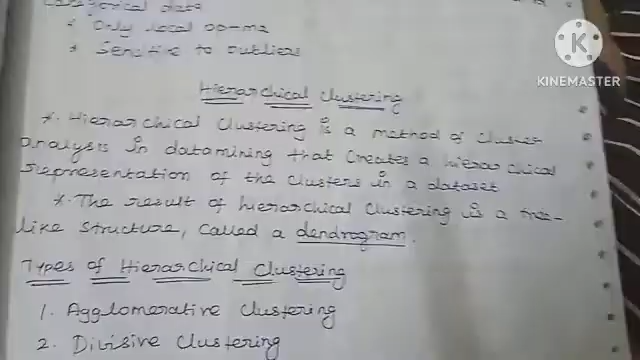 Categorical data
* Only local optima
* Sensitive to outliers
KINEMASTER
Hierarchical Clustering
*. Hierarchical Clustering is a method of cluster
analysis in datamining that creates a hierarchical
representation of the clusters in a dataset
*. The result of hierarchical clustering is a tree-
like structure, called a dendrogram.
Types of Hierarchical Clustering
1. Agglomerative Clustering
2. Divisive Clustering